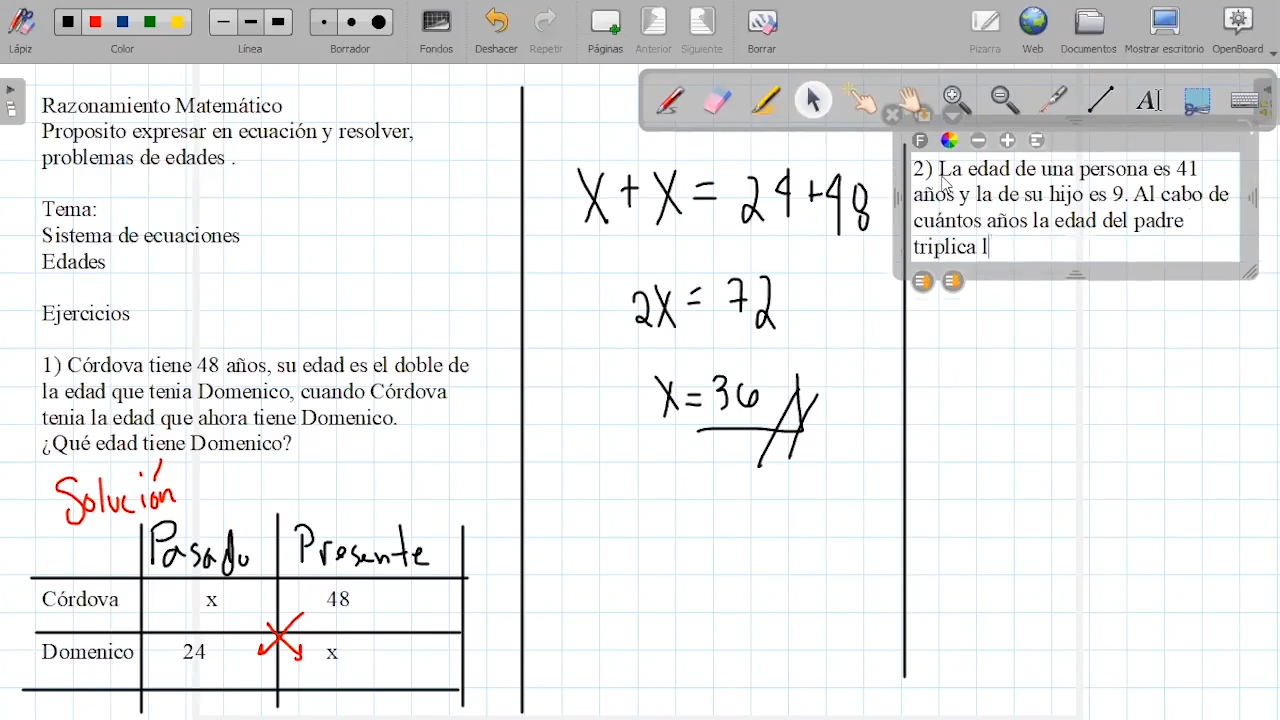 Lápiz
Color
Línea
Borrador
Fondos
Deshacer
Repetir
Páginas
Anterior
Siguiente
Borrar
Pizarra
Web
Documentos
Mostrar escritorio
OpenBoard
Razonamiento Matemático
Proposito expresar en ecuación y resolver,
problemas de edades .
Tema:
Sistema de ecuaciones
Edades
Ejercicios
1) Córdova tiene 48 años, su edad es el doble de
la edad que tenia Domenico, cuando Córdova
tenia la edad que ahora tiene Domenico.
¿Qué edad tiene Domenico?
Solución
Pasado Presente
Córdova x 48
Domenico 24 x
X + X = 24+48
2X = 72
X = 36
2) La edad de una persona es 41
años y la de su hijo es 9. Al cabo de
cuántos años la edad del padre
triplica l